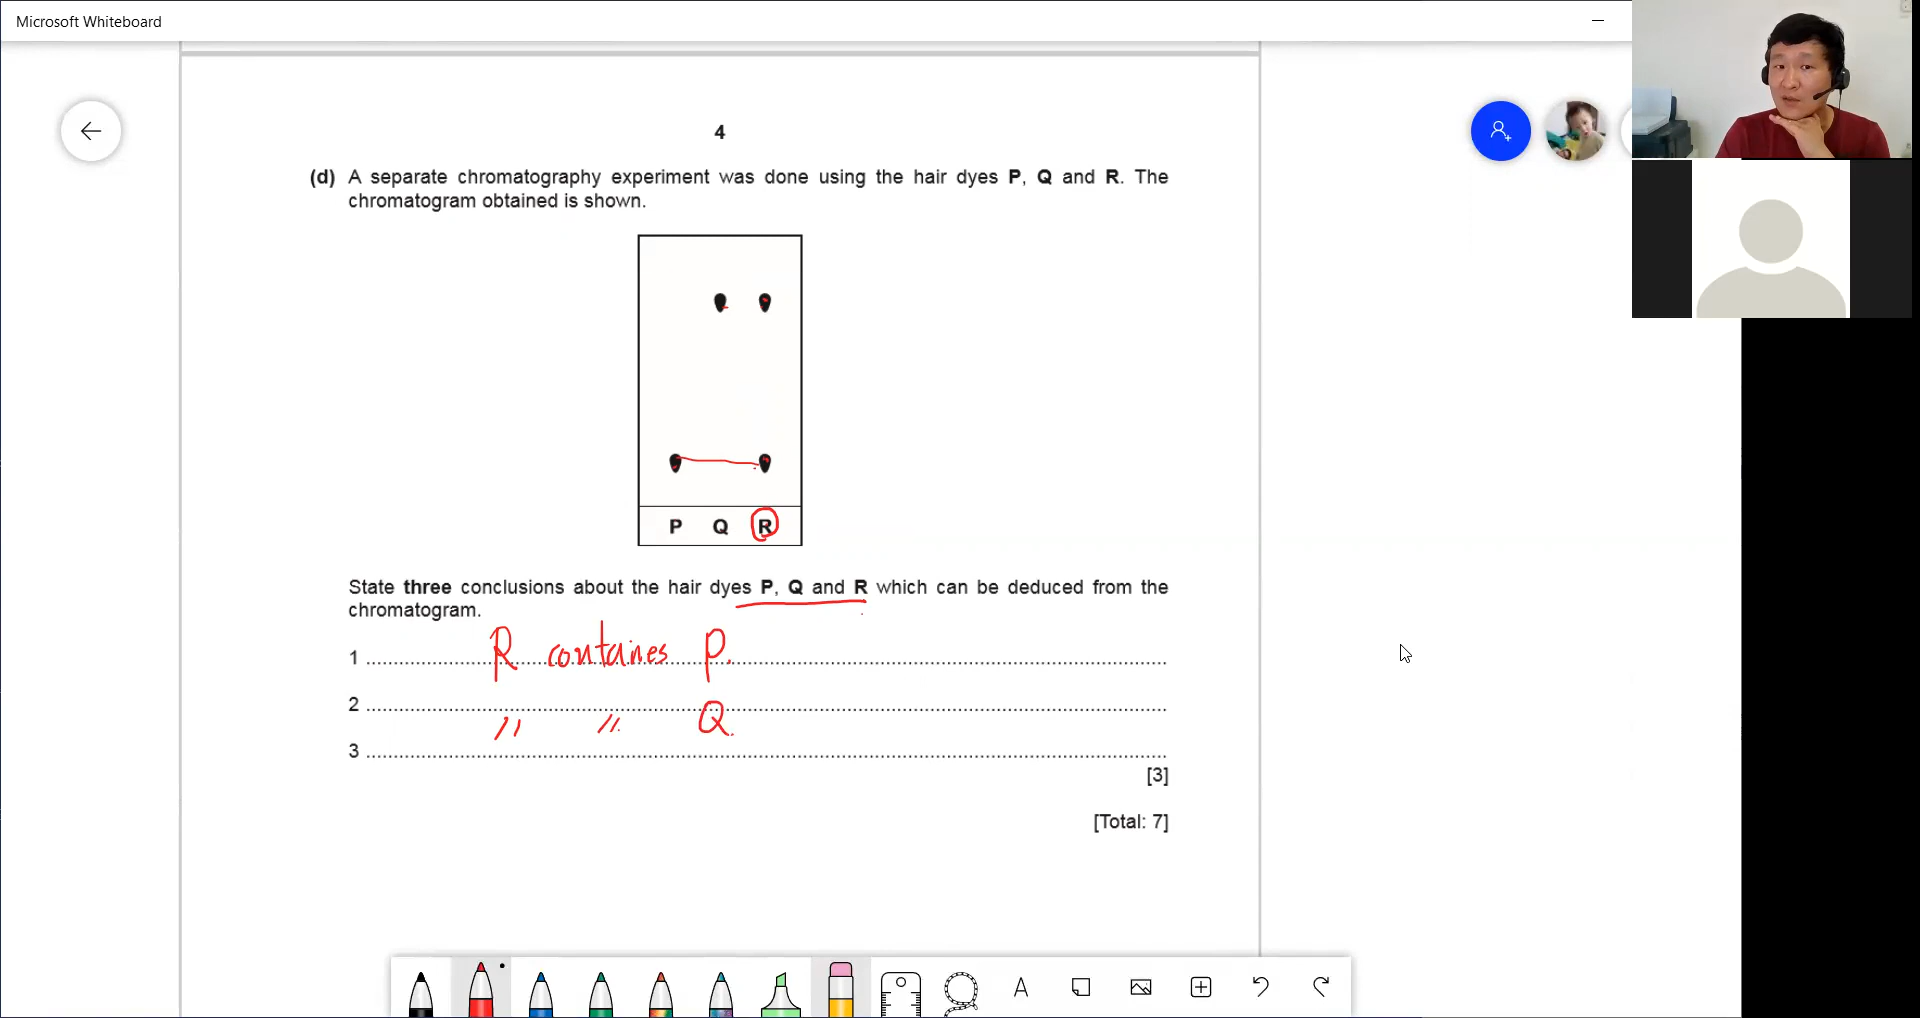 Microsoft Whiteboard
4
(d) A separate chromatography experiment was done using the hair dyes P, Q and R. The
chromatogram obtained is shown.
P Q R
State three conclusions about the hair dyes P, Q and R which can be deduced from the
chromatogram.
1 R containes P.
2 〃 〃 Q.
3
[3]
[Total: 7]
A